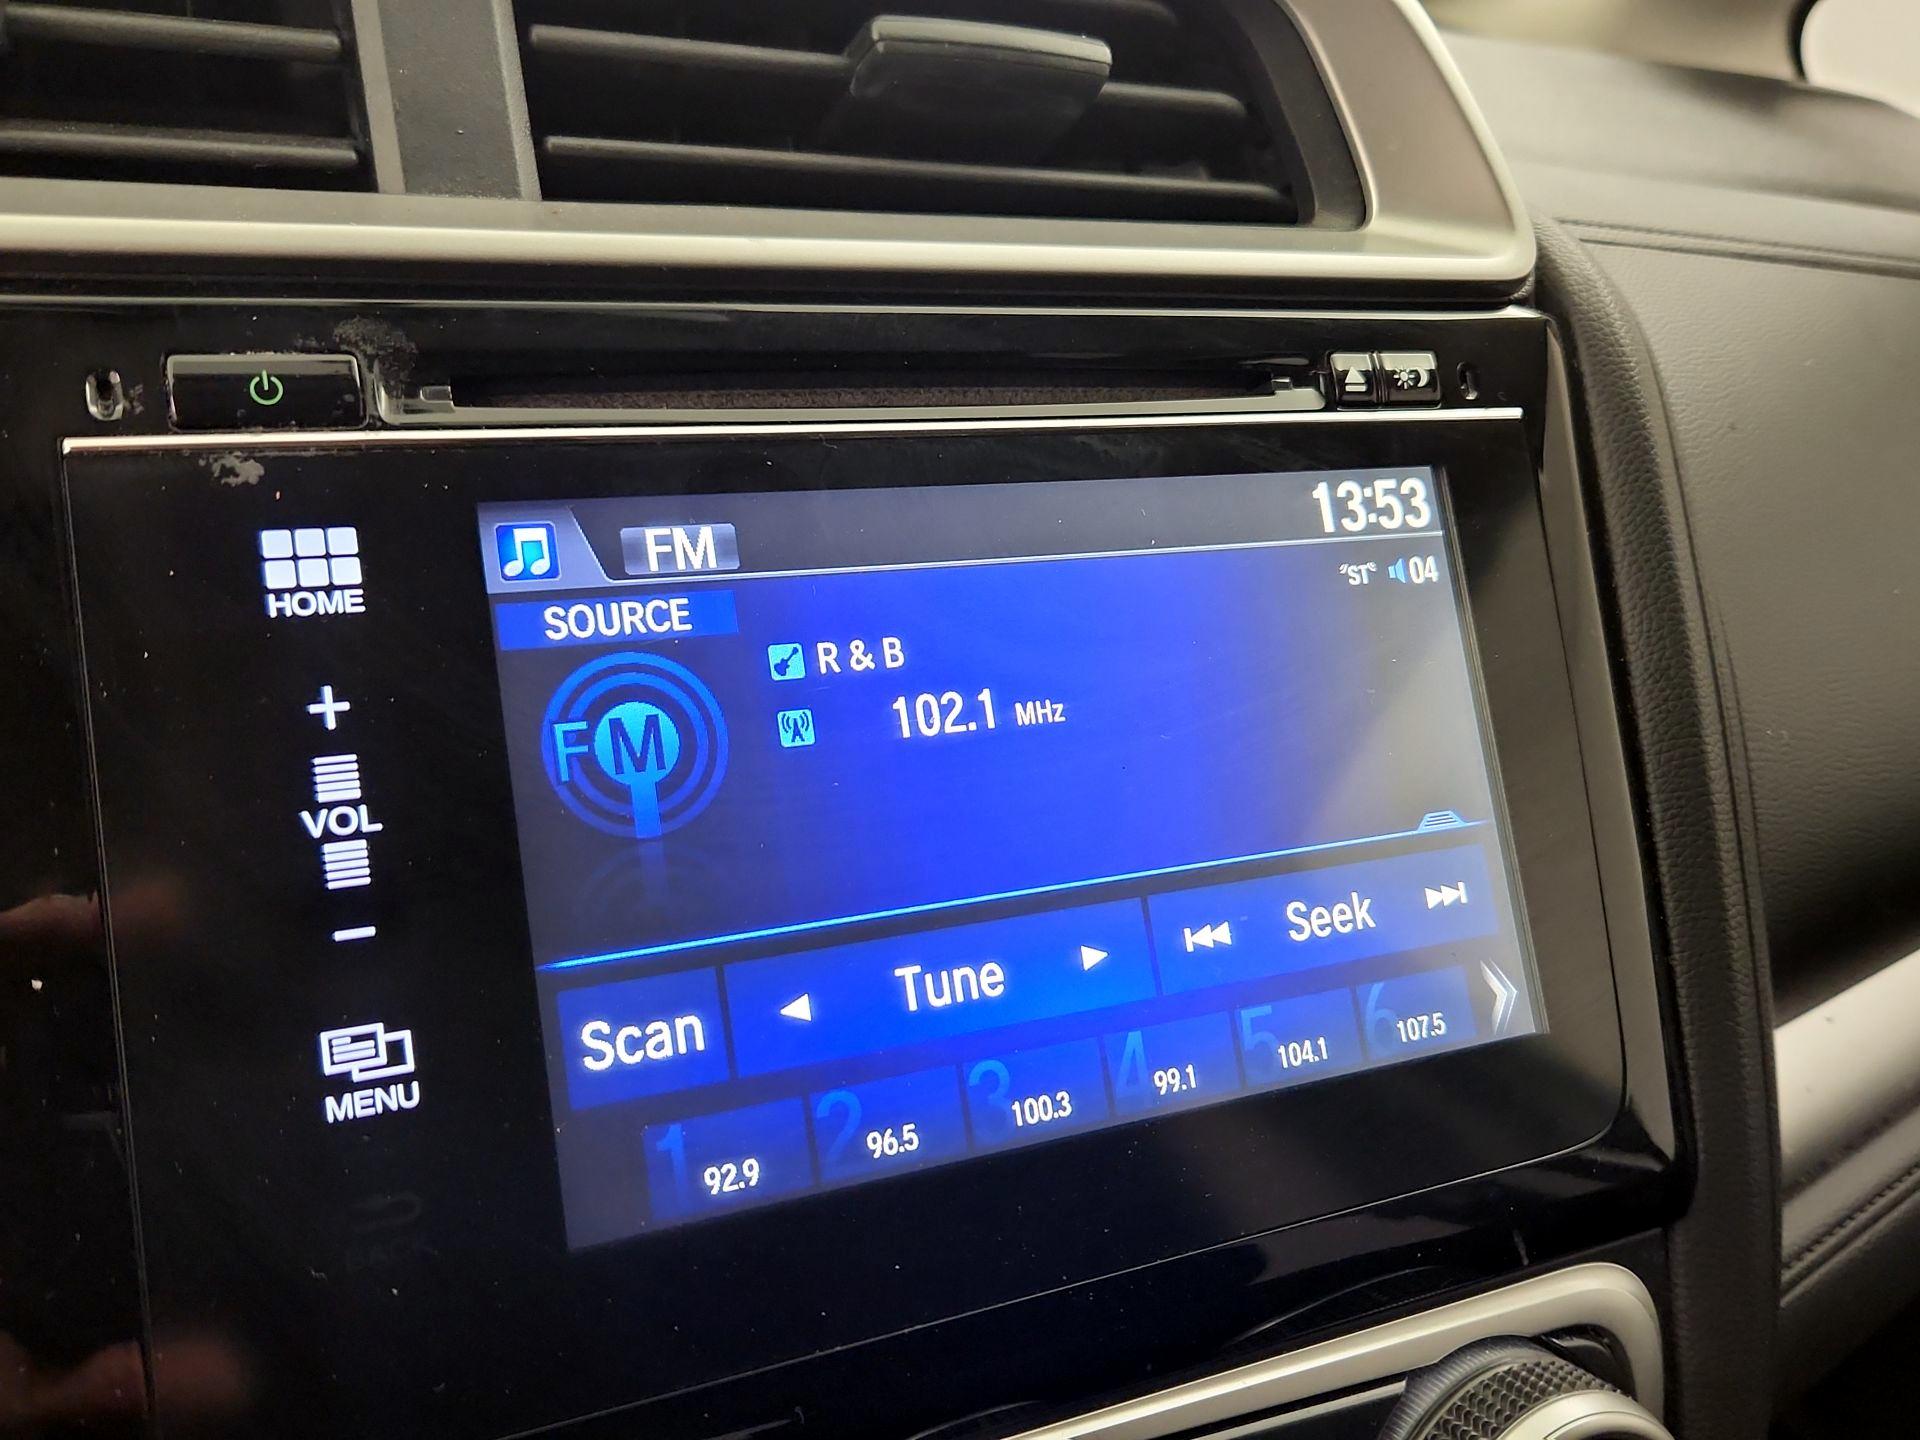 FM
13:53
"ST" 04
SOURCE
R & B
FM
102.1 MHz
HOME
+
VOL
−
MENU
BACK
Scan
Tune
Seek
1 92.9
2 96.5
3 100.3
4 99.1
5 104.1
6 107.5